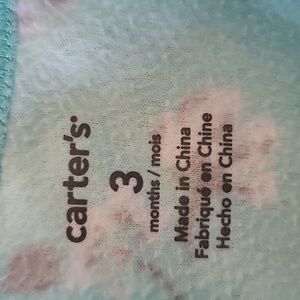 carter's
3
months / mois
Made in China
Fabriqué en Chine
Hecho en China